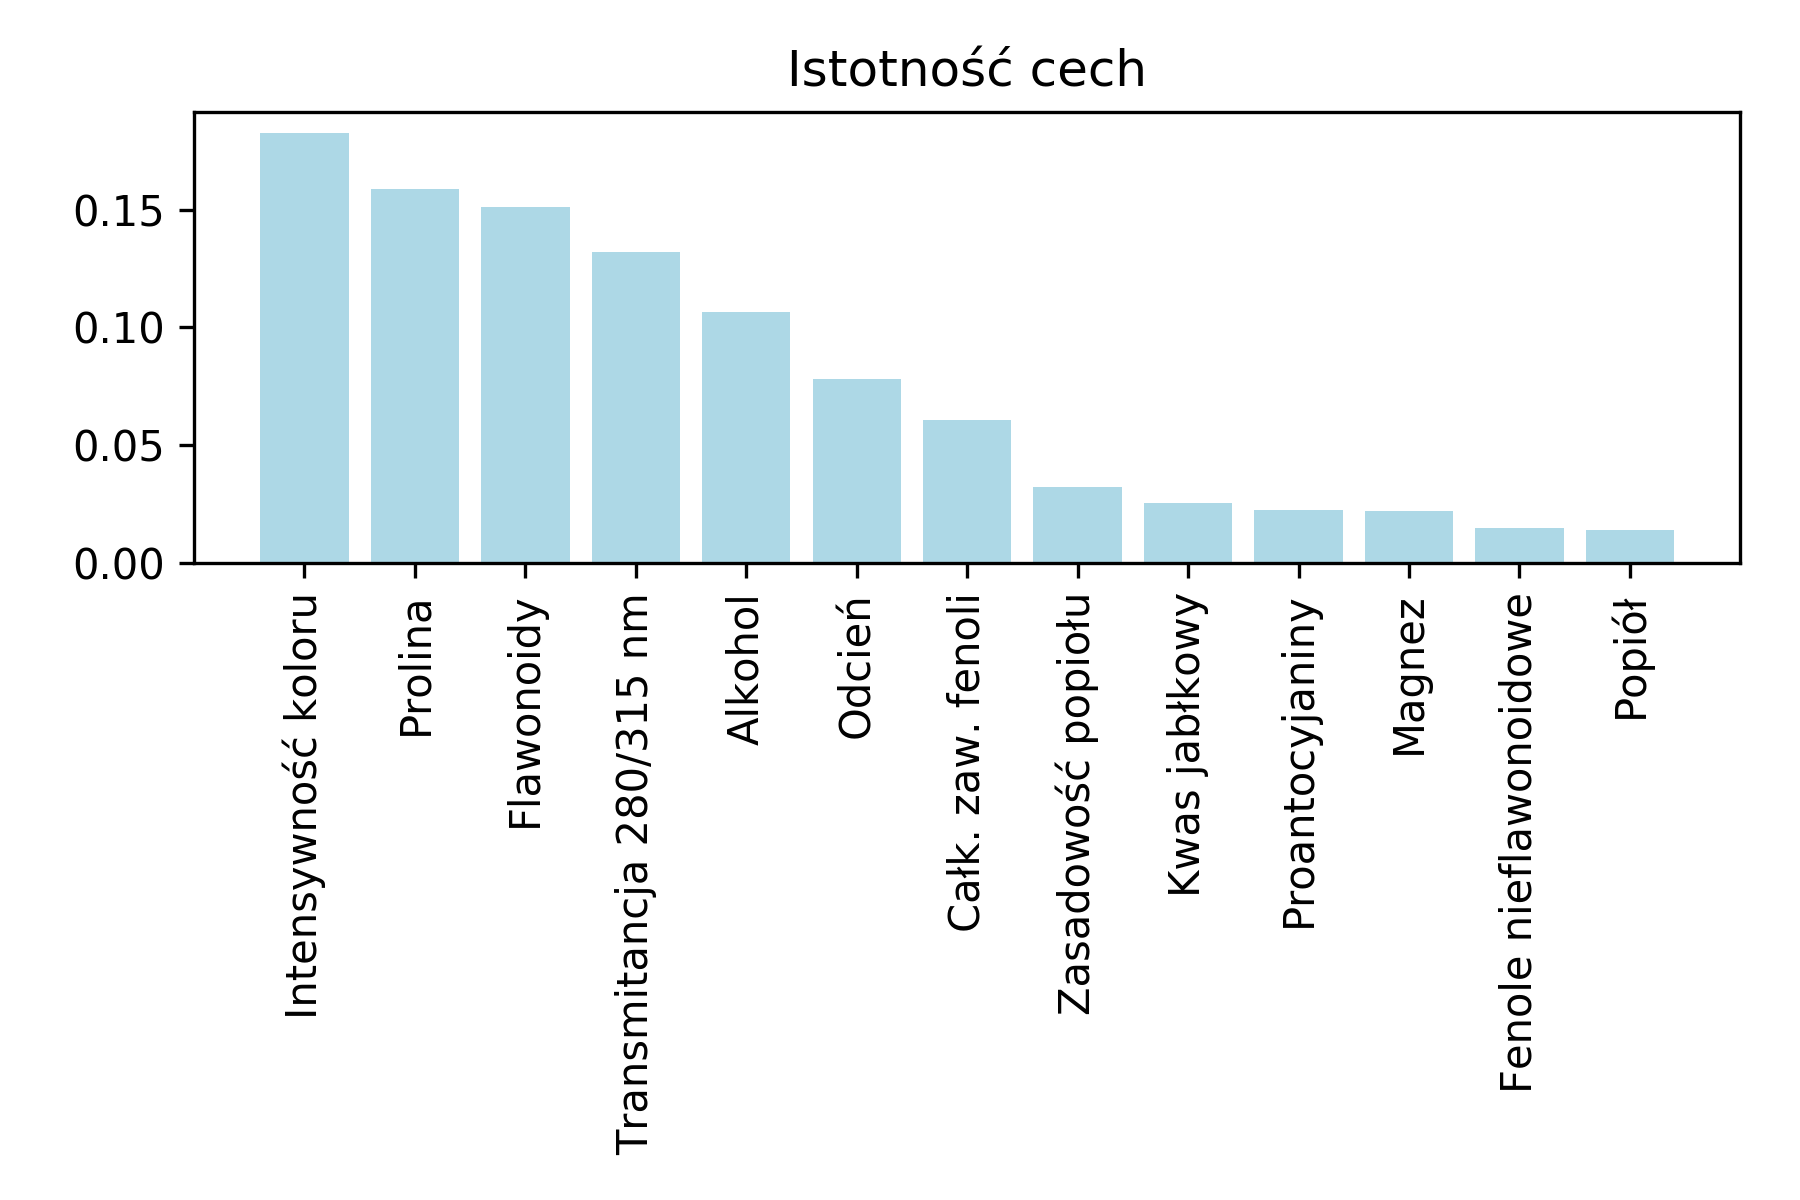 Istotność cech
0.15
0.10
0.05
0.00
Intensywność koloru
Prolina
Flawonoidy
Transmitancja 280/315 nm
Alkohol
Odcień
Całk. zaw. fenoli
Zasadowość popiołu
Kwas jabłkowy
Proantocyjaniny
Magnez
Fenole nieflawonoidowe
Popiół